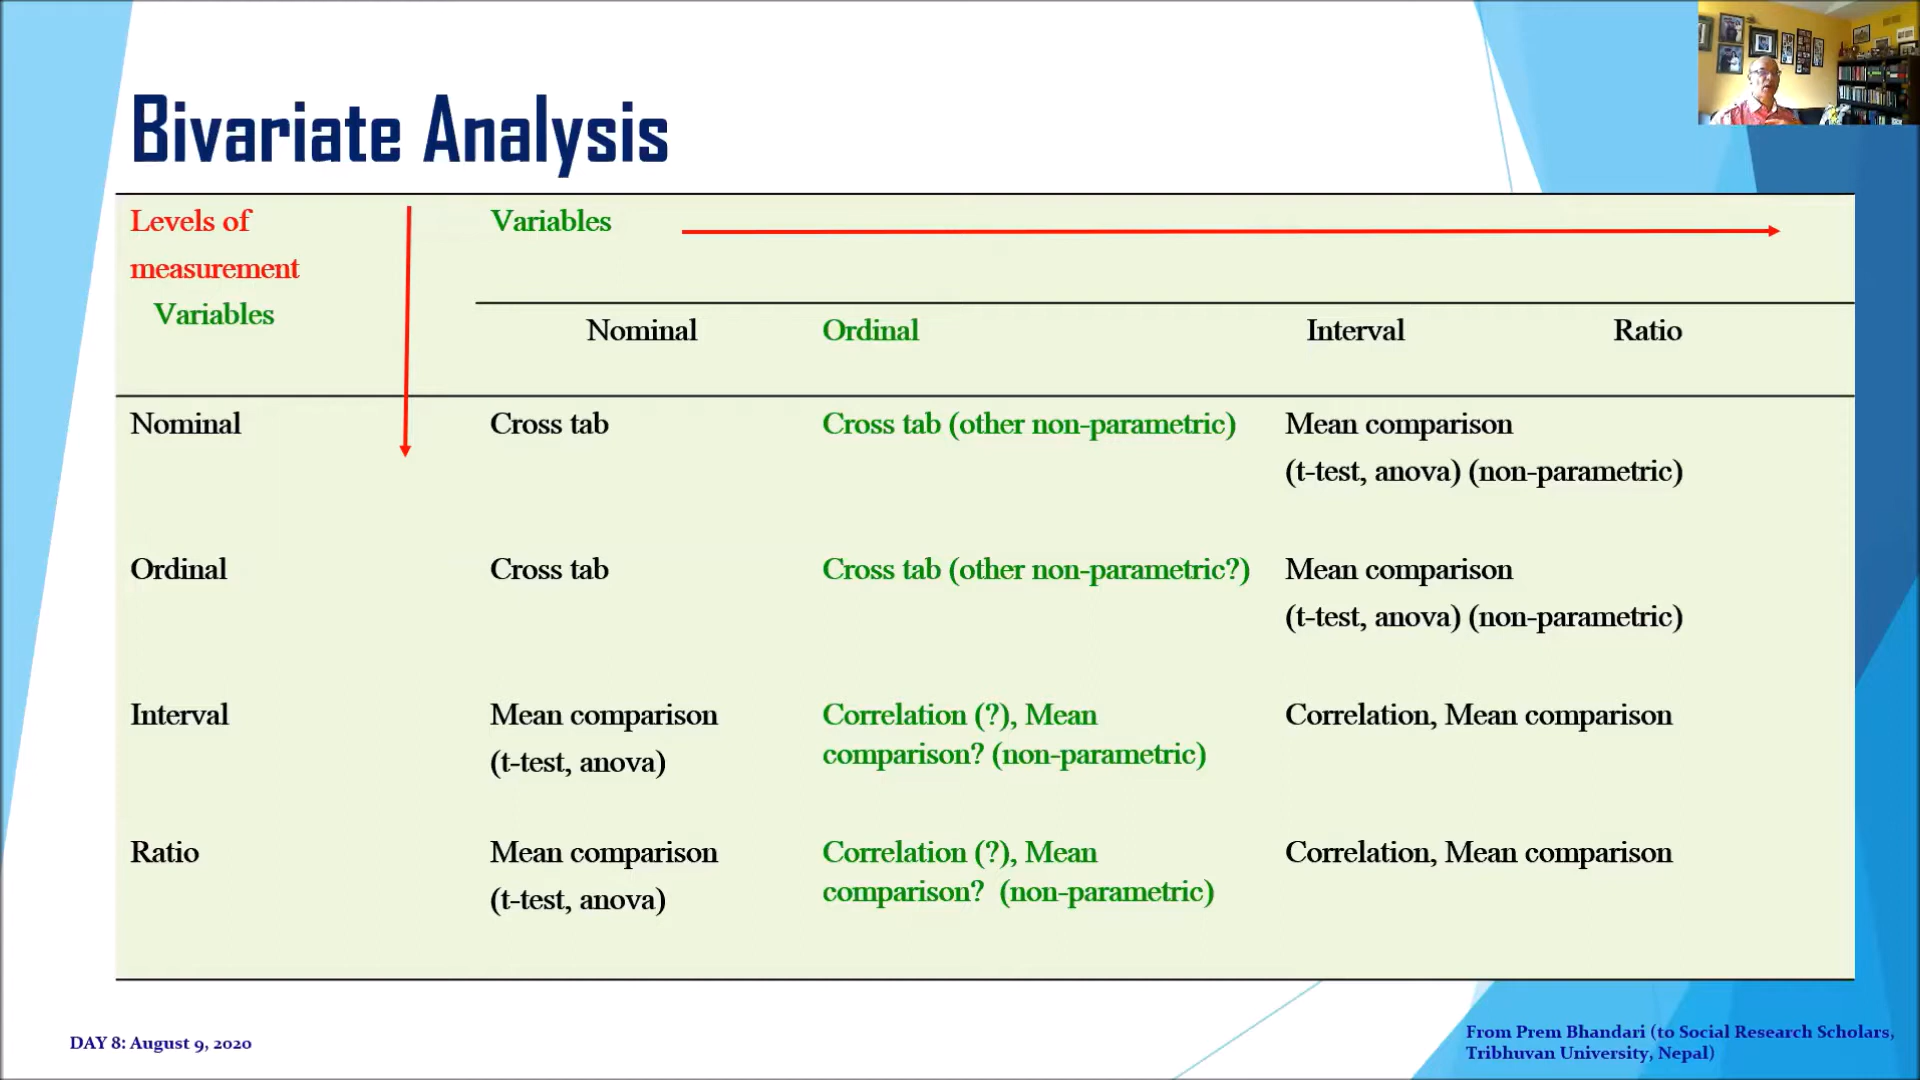 Bivariate Analysis
Levels of
measurement
Variables
Variables
Nominal Ordinal Interval Ratio
Nominal Cross tab Cross tab (other non-parametric) Mean comparison
(t-test, anova) (non-parametric)
Ordinal Cross tab Cross tab (other non-parametric?) Mean comparison
(t-test, anova) (non-parametric)
Interval Mean comparison Correlation (?), Mean Correlation, Mean comparison
(t-test, anova) comparison? (non-parametric)
Ratio Mean comparison Correlation (?), Mean Correlation, Mean comparison
(t-test, anova) comparison? (non-parametric)
DAY 8: August 9, 2020
From Prem Bhandari (to Social Research Scholars,
Tribhuvan University, Nepal)